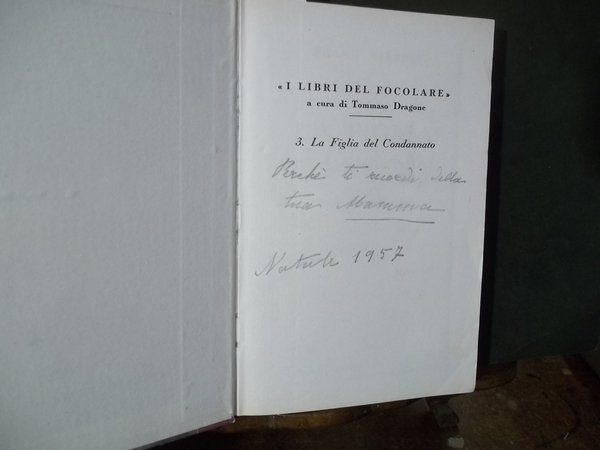 « I LIBRI DEL FOCOLARE »
a cura di Tommaso Dragone
3. La Figlia del Condannato
Perchè ti ricordi della
tua Mamma
Natale 1957